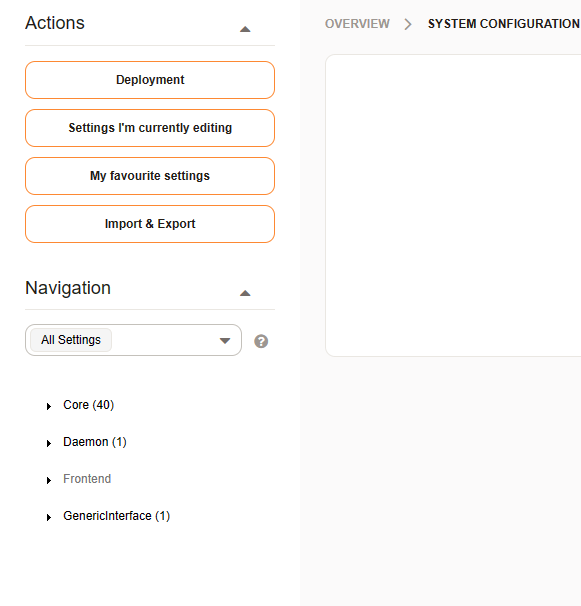 Actions
Deployment
Settings I'm currently editing
My favourite settings
Import & Export
Navigation
All Settings
?
Core (40)
Daemon (1)
Frontend
GenericInterface (1)
OVERVIEW > SYSTEM CONFIGURATION